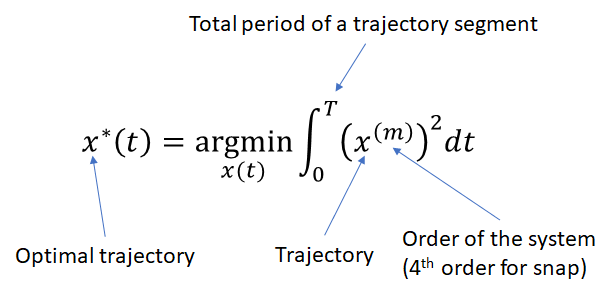 Total period of a trajectory segment
x*(t) = argmin x(t) ∫₀ᵀ (x⁽ᵐ⁾)² dt
Optimal trajectory
Trajectory
Order of the system
(4th order for snap)